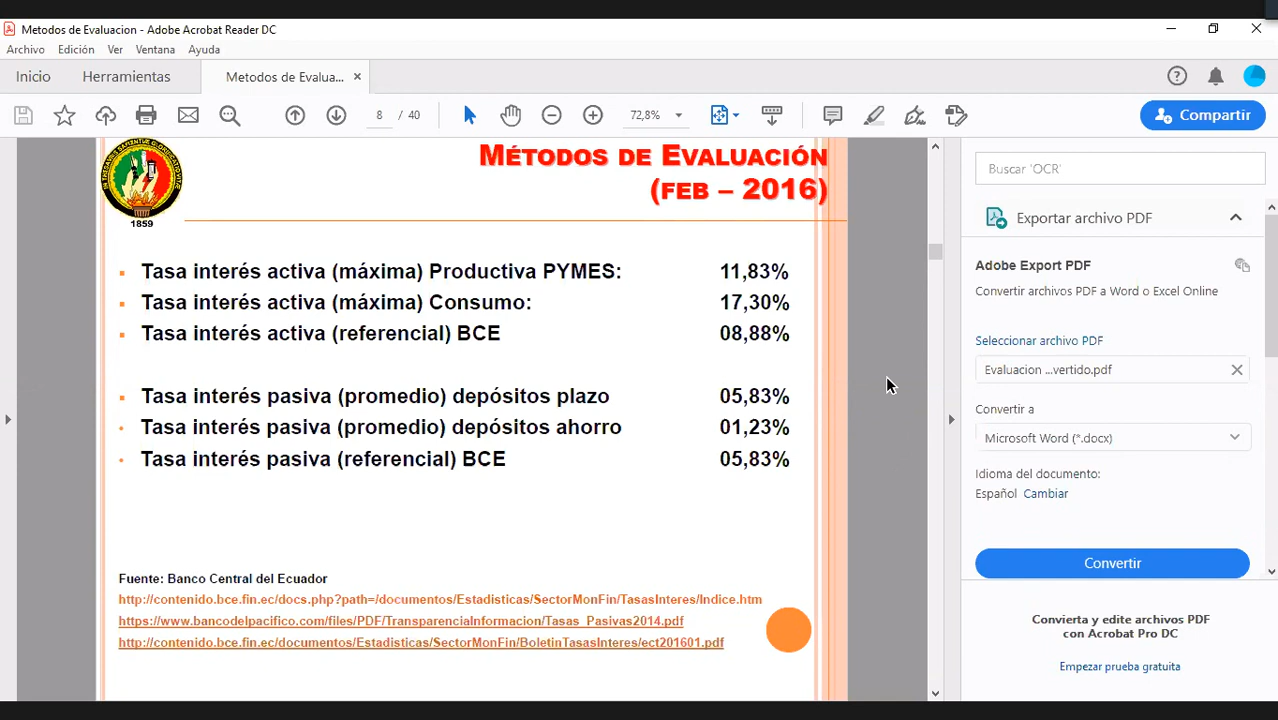 Metodos de Evaluacion - Adobe Acrobat Reader DC
Archivo Edición Ver Ventana Ayuda
Inicio Herramientas Metodos de Evalua... ×
8 / 40 72,8% Compartir
MÉTODOS DE EVALUACIÓN
(FEB – 2016)
1859
Tasa interés activa (máxima) Productiva PYMES: 11,83%
Tasa interés activa (máxima) Consumo: 17,30%
Tasa interés activa (referencial) BCE 08,88%
Tasa interés pasiva (promedio) depósitos plazo 05,83%
Tasa interés pasiva (promedio) depósitos ahorro 01,23%
Tasa interés pasiva (referencial) BCE 05,83%
Fuente: Banco Central del Ecuador
http://contenido.bce.fin.ec/docs.php?path=/documentos/Estadisticas/SectorMonFin/TasasInteres/Indice.htm
https://www.bancodelpacifico.com/files/PDF/TransparenciaInformacion/Tasas_Pasivas2014.pdf
http://contenido.bce.fin.ec/documentos/Estadisticas/SectorMonFin/BoletinTasasInteres/ect201601.pdf
Buscar 'OCR'
Exportar archivo PDF
Adobe Export PDF
Convertir archivos PDF a Word o Excel Online
Seleccionar archivo PDF
Evaluacion ...vertido.pdf
Convertir a
Microsoft Word (*.docx)
Idioma del documento:
Español Cambiar
Convertir
Convierta y edite archivos PDF
con Acrobat Pro DC
Empezar prueba gratuita